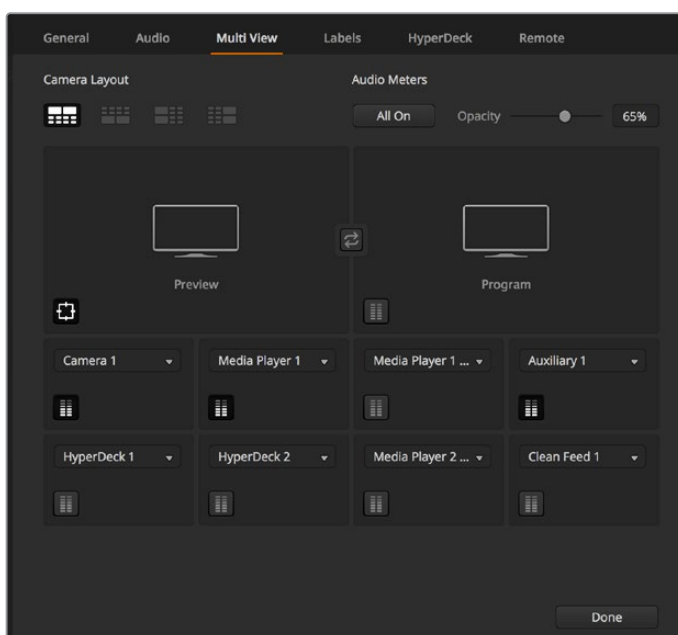 General Audio Multi View Labels HyperDeck Remote
Camera Layout Audio Meters
All On Opacity 65%
Preview Program
Camera 1 Media Player 1 Media Player 1 ... Auxiliary 1
HyperDeck 1 HyperDeck 2 Media Player 2 ... Clean Feed 1
Done